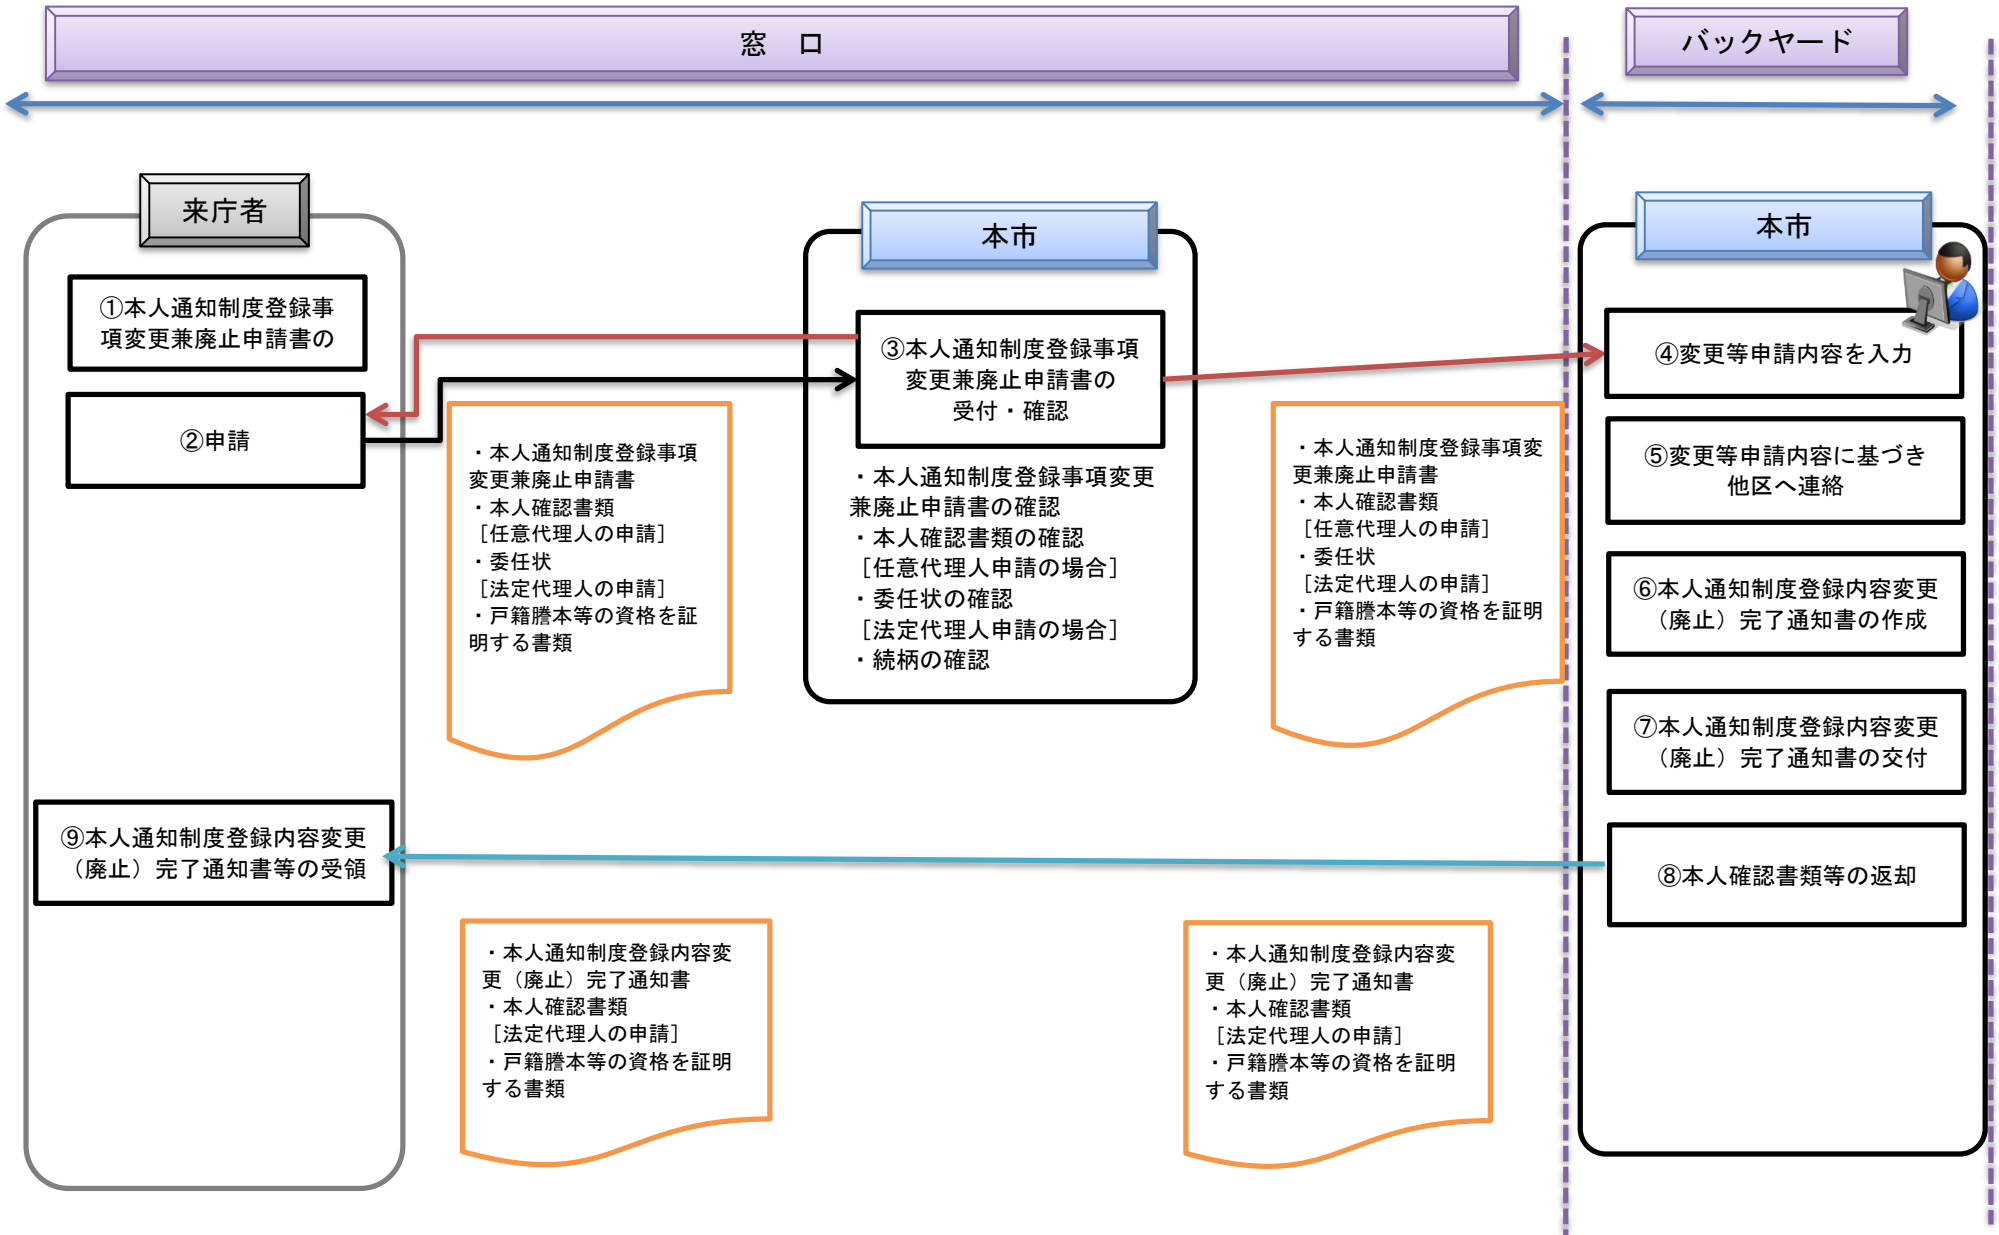 窓　口
バックヤード
来庁者
①本人通知制度登録事
項変更兼廃止申請書の
②申請
・本人通知制度登録事項
変更兼廃止申請書
・本人確認書類
［任意代理人の申請］
・委任状
［法定代理人の申請］
・戸籍謄本等の資格を証
明する書類
本市
③本人通知制度登録事項
変更兼廃止申請書の
受付・確認
・本人通知制度登録事項変更
兼廃止申請書の確認
・本人確認書類の確認
［任意代理人申請の場合］
・委任状の確認
［法定代理人申請の場合］
・続柄の確認
・本人通知制度登録事項変
更兼廃止申請書
・本人確認書類
［任意代理人の申請］
・委任状
［法定代理人の申請］
・戸籍謄本等の資格を証明
する書類
本市
④変更等申請内容を入力
⑤変更等申請内容に基づき
他区へ連絡
⑥本人通知制度登録内容変更
（廃止）完了通知書の作成
⑦本人通知制度登録内容変更
（廃止）完了通知書の交付
⑧本人確認書類等の返却
⑨本人通知制度登録内容変更
（廃止）完了通知書等の受領
・本人通知制度登録内容変
更（廃止）完了通知書
・本人確認書類
［法定代理人の申請］
・戸籍謄本等の資格を証明
する書類
・本人通知制度登録内容変
更（廃止）完了通知書
・本人確認書類
［法定代理人の申請］
・戸籍謄本等の資格を証明
する書類